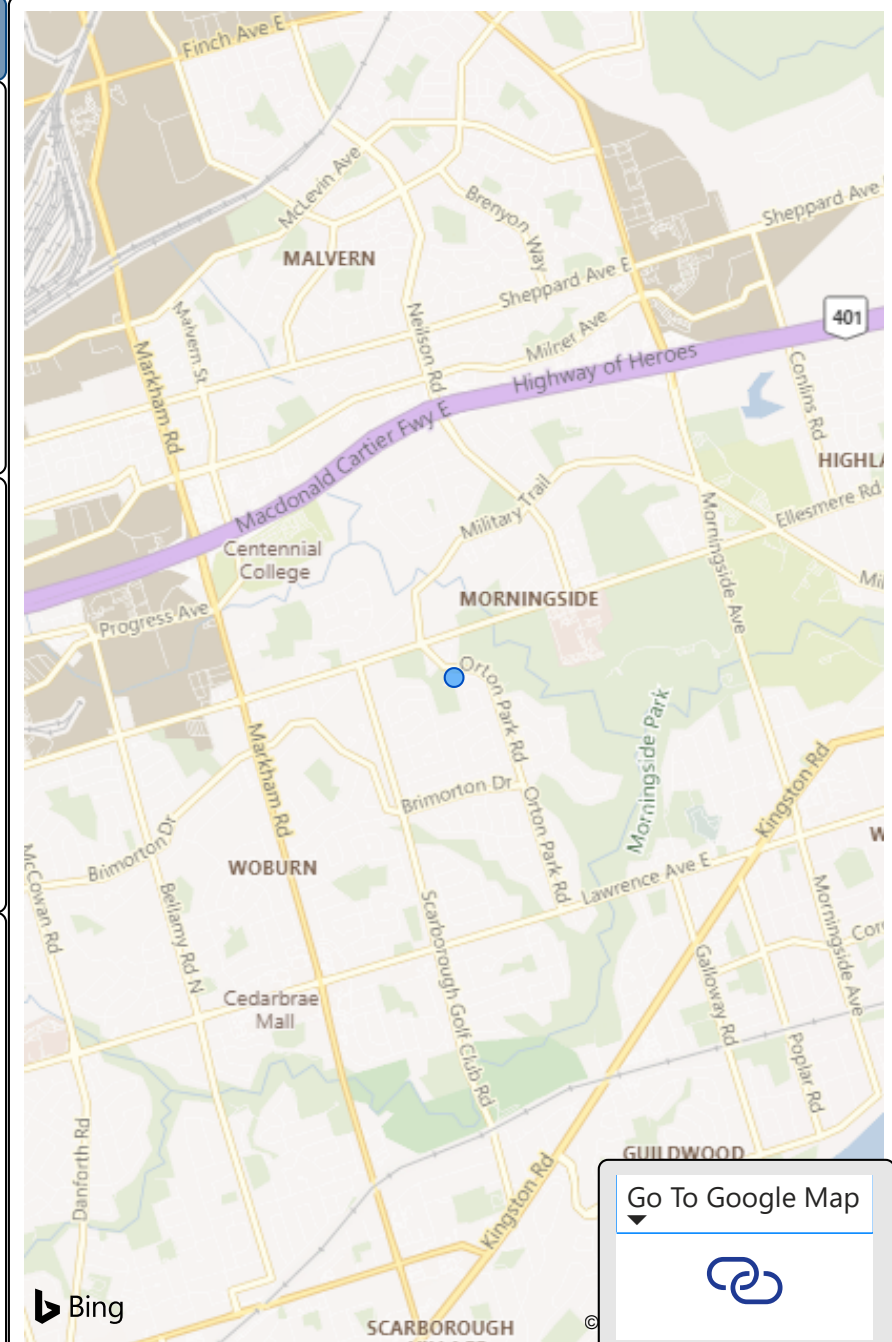 Finch Ave E
McLevin Ave
Brenyon Way
Sheppard Ave
MALVERN
Sheppard Ave E
Malvern St
Neilson Rd
Milner Ave
401
Markham Rd
Highway of Heroes
Conlins Rd
Macdonald Cartier Fwy E
HIGHLA
Military Trail
Ellesmere Rd
Morningside Ave
Centennial
College
Mil
MORNINGSIDE
Progress Ave
Orton Park Rd
Morningside Park
Markham Rd
Kingston Rd
Brimorton Dr
Orton Park Rd
Brimorton Dr
W
McCowan Rd
WOBURN
Lawrence Ave E
Bellamy Rd N
Scarborough Golf Club Rd
Morningside Ave
Cor
Galloway Rd
Cedarbrae
Mall
Poplar Rd
Danforth Rd
GUILDWOOD
Kingston Rd
Go To Google Map
Bing
©
SCARBOROUGH